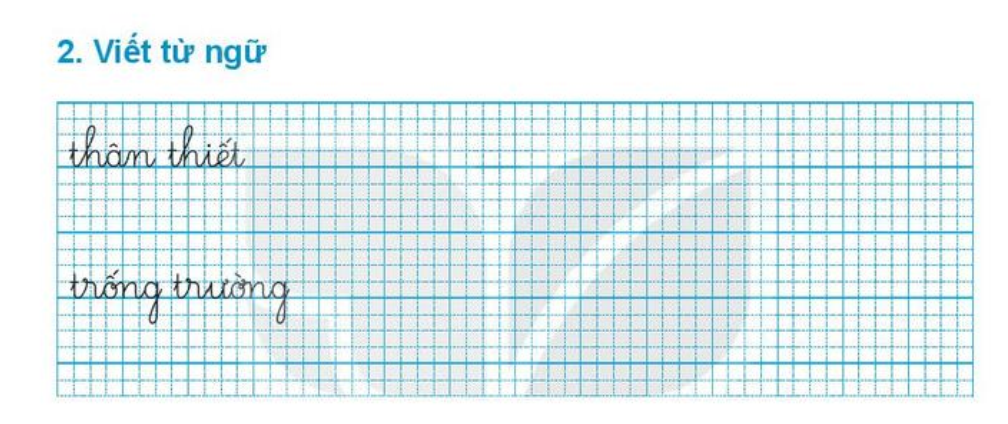 2. Viết từ ngữ
thân thiết
trống trường